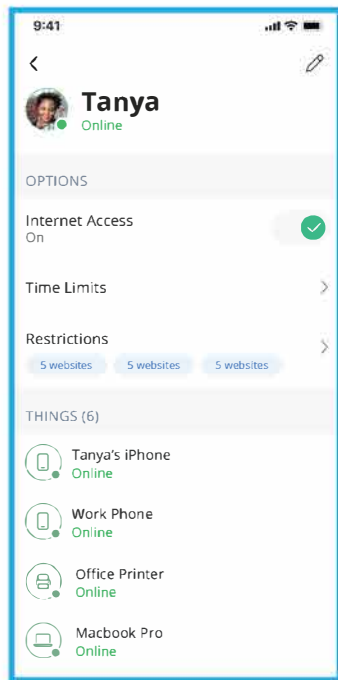 9:41
Tanya
Online
OPTIONS
Internet Access
On
Time Limits
Restrictions
5 websites 5 websites 5 websites
THINGS (6)
Tanya’s iPhone
Online
Work Phone
Online
Office Printer
Online
Macbook Pro
Online